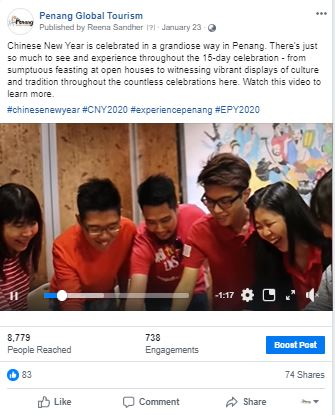 Penang Global Tourism
Published by Reena Sandher [?] · January 23 ·
Chinese New Year is celebrated in a grandiose way in Penang. There's just
so much to see and experience throughout the 15-day celebration - from
sumptuous feasting at open houses to witnessing vibrant displays of culture
and tradition throughout the countless celebrations here. Watch this video to
learn more.
#chinesenewyear #CNY2020 #experiencepenang #EPY2020
-1:17
8,779
738
Boost Post
People Reached
Engagements
83
74 Shares
Like
Comment
Share